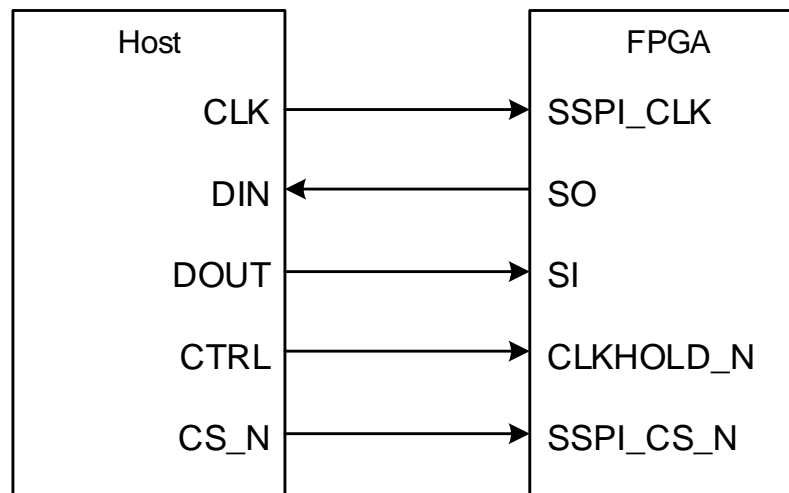 Host
FPGA
CLK
SSPI_CLK
DIN
SO
DOUT
SI
CTRL
CLKHOLD_N
CS_N
SSPI_CS_N